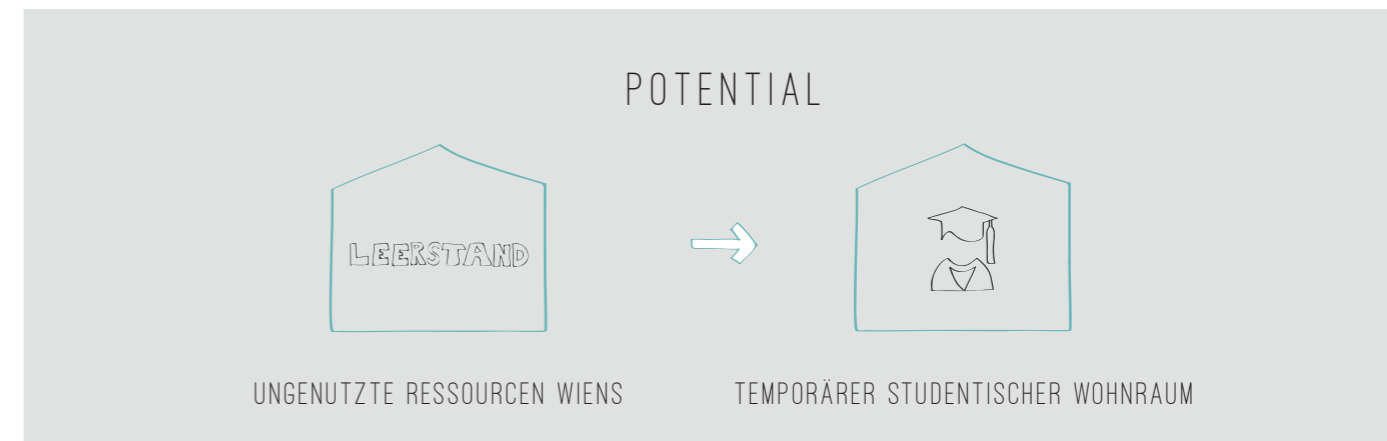 POTENTIAL
LEERSTAND
UNGENUTZTE RESSOURCEN WIENS
TEMPORÄRER STUDENTISCHER WOHNRAUM